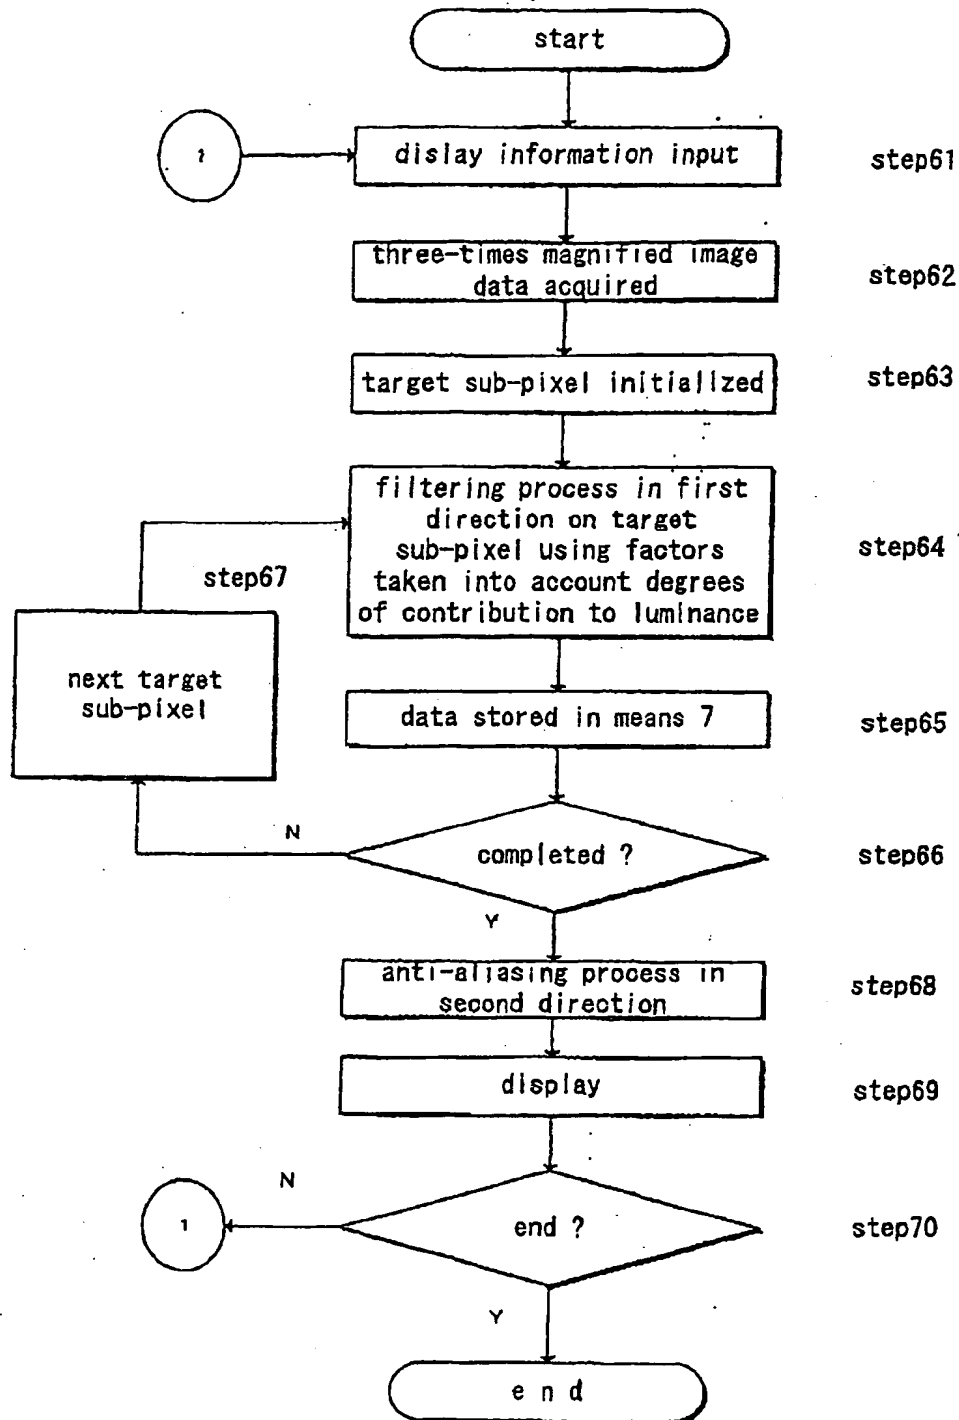 start
1
dislay information input
step61
three-times magnified image
data acquired
step62
target sub-pixel initialized
step63
filtering process in first
direction on target
sub-pixel using factors
taken into account degrees
of contribution to luminance
step64
step67
next target
sub-pixel
data stored in means 7
step65
N
completed ?
step66
Y
anti-aliasing process in
second direction
step68
display
step69
N
1
end ?
step70
Y
end